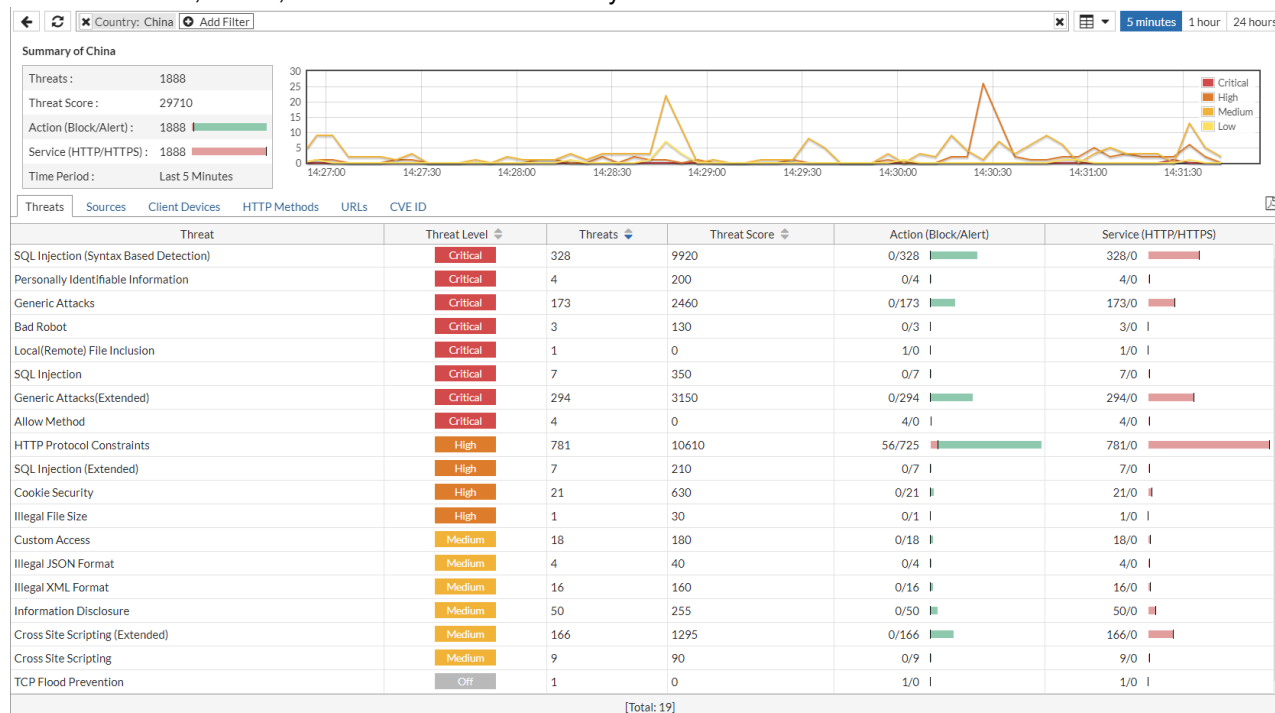 Country: China Add Filter 5 minutes 1 hour 24 hours
Summary of China
Threats : 1888
Threat Score : 29710
Action (Block/Alert) : 1888
Service (HTTP/HTTPS) : 1888
Time Period : Last 5 Minutes
30
25
20
15
10
5
0
Critical
High
Medium
Low
14:27:00 14:27:30 14:28:00 14:28:30 14:29:00 14:29:30 14:30:00 14:30:30 14:31:00 14:31:30
Threats Sources Client Devices HTTP Methods URLs CVE ID
Threat Threat Level Threats Threat Score Action (Block/Alert) Service (HTTP/HTTPS)
SQL Injection (Syntax Based Detection) Critical 328 9920 0/328 328/0
Personally Identifiable Information Critical 4 200 0/4 4/0
Generic Attacks Critical 173 2460 0/173 173/0
Bad Robot Critical 3 130 0/3 3/0
Local(Remote) File Inclusion Critical 1 0 1/0 1/0
SQL Injection Critical 7 350 0/7 7/0
Generic Attacks(Extended) Critical 294 3150 0/294 294/0
Allow Method Critical 4 0 4/0 4/0
HTTP Protocol Constraints High 781 10610 56/725 781/0
SQL Injection (Extended) High 7 210 0/7 7/0
Cookie Security High 21 630 0/21 21/0
Illegal File Size High 1 30 0/1 1/0
Custom Access Medium 18 180 0/18 18/0
Illegal JSON Format Medium 4 40 0/4 4/0
Illegal XML Format Medium 16 160 0/16 16/0
Information Disclosure Medium 50 255 0/50 50/0
Cross Site Scripting (Extended) Medium 166 1295 0/166 166/0
Cross Site Scripting Medium 9 90 0/9 9/0
TCP Flood Prevention Off 1 0 1/0 1/0
[Total: 19]